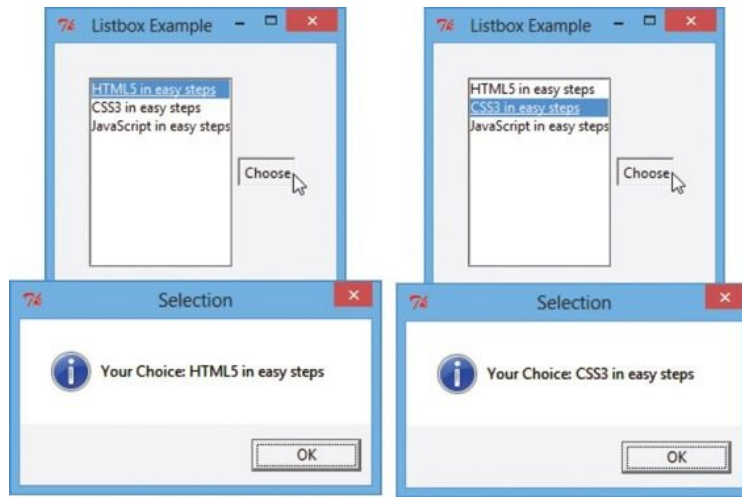 Listbox Example
HTML5 in easy steps
CSS3 in easy steps
JavaScript in easy steps
Choose
Selection
Your Choice: HTML5 in easy steps
OK
Listbox Example
HTML5 in easy steps
CSS3 in easy steps
JavaScript in easy steps
Choose
Selection
Your Choice: CSS3 in easy steps
OK